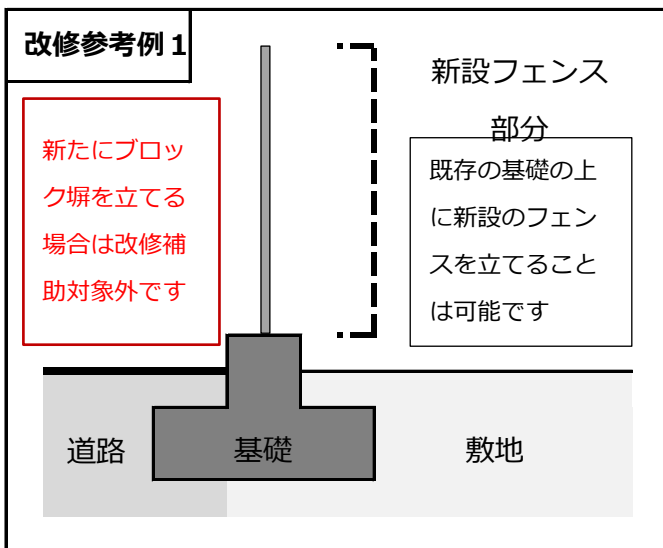 改修参考例1
新設フェンス
部分
新たにブロッ
ク塀を立てる
場合は改修補
助対象外です
既存の基礎の上
に新設のフェン
スを立てること
は可能です
道路
基礎
敷地